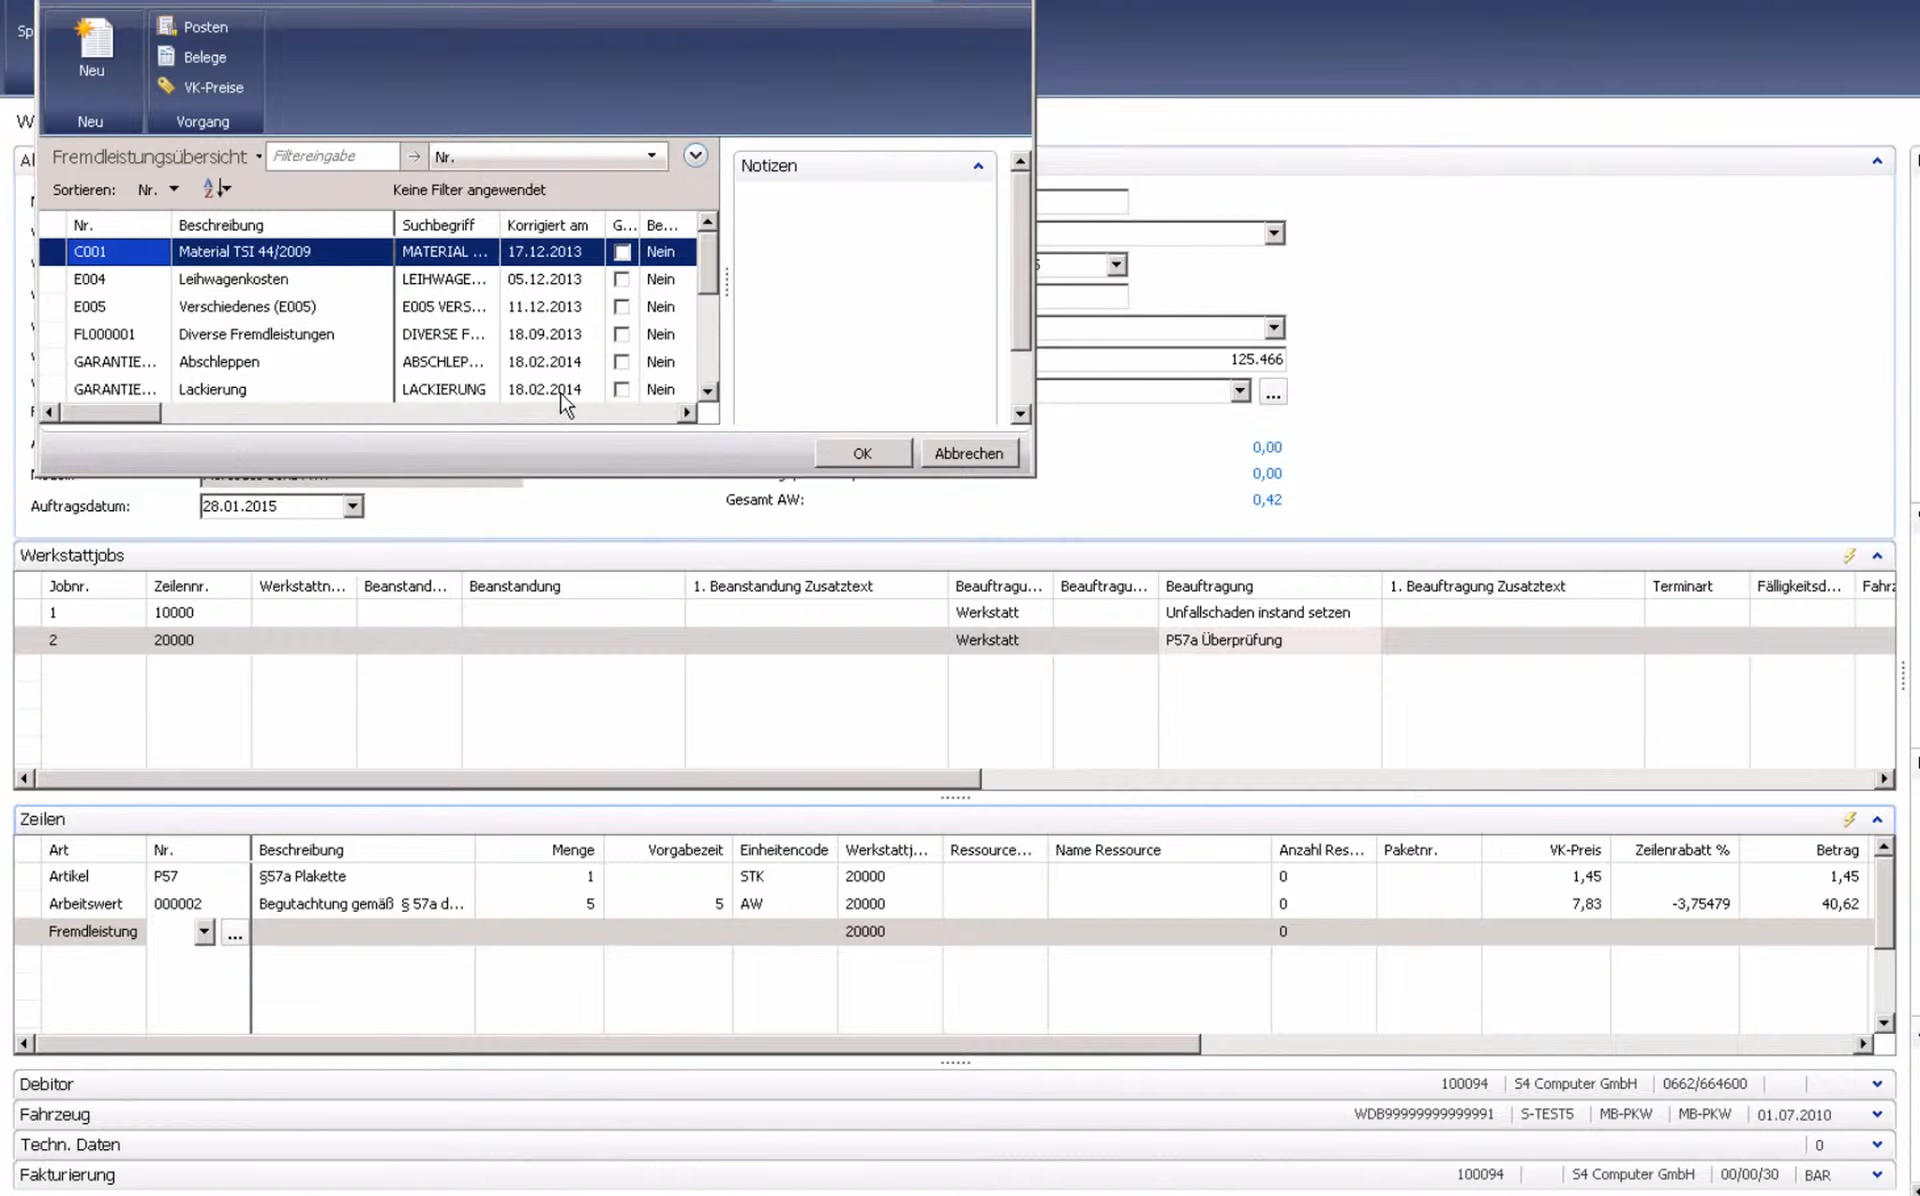 Sp
Neu
Posten
Belege
VK-Preise
Neu
Vorgang
W
Fremdleistungsübersicht
Filtereingabe
Nr.
Sortieren: Nr.
Keine Filter angewendet
Notizen
Nr. Beschreibung Suchbegriff Korrigiert am G... Be...
C001 Material TSI 44/2009 MATERIAL ... 17.12.2013 Nein
E004 Leihwagenkosten LEIHWAGE... 05.12.2013 Nein
E005 Verschiedenes (E005) E005 VERS... 11.12.2013 Nein
FL000001 Diverse Fremdleistungen DIVERSE F... 18.09.2013 Nein
GARANTIE... Abschleppen ABSCHLEP... 18.02.2014 Nein
GARANTIE... Lackierung LACKIERUNG 18.02.2014 Nein
125.466
...
OK Abbrechen
0,00
0,00
Auftragsdatum: 28.01.2015
Gesamt AW: 0,42
Werkstattjobs
Jobnr. Zeilennr. Werkstattn... Beanstand... Beanstandung 1. Beanstandung Zusatztext Beauftragu... Beauftragu... Beauftragung 1. Beauftragung Zusatztext Terminart Fälligkeitsd... Fahrz
1 10000 Werkstatt Unfallschaden instand setzen
2 20000 Werkstatt P57a Überprüfung
Zeilen
Art Nr. Beschreibung Menge Vorgabezeit Einheitencode Werkstattj... Ressource... Name Ressource Anzahl Res... Paketnr. VK-Preis Zeilenrabatt % Betrag
Artikel P57 §57a Plakette 1 STK 20000 0 1,45 1,45
Arbeitswert 000002 Begutachtung gemäß § 57a d... 5 5 AW 20000 0 7,83 -3,75479 40,62
Fremdleistung ... 20000 0
Debitor 100094 S4 Computer GmbH 0662/664600
Fahrzeug WDB99999999999991 S-TEST5 MB-PKW MB-PKW 01.07.2010
Techn. Daten 0
Fakturierung 100094 S4 Computer GmbH 00/00/30 BAR